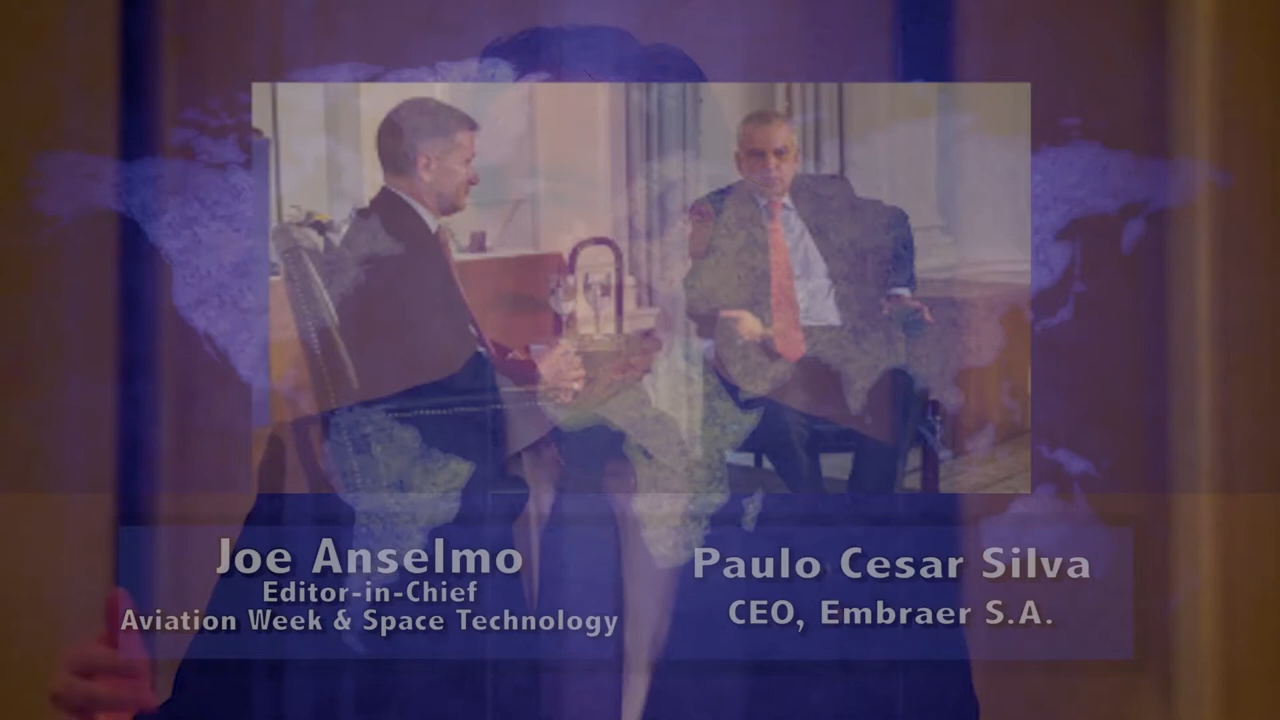 Joe Anselmo
Editor-in-Chief
Aviation Week & Space Technology
Paulo Cesar Silva
CEO, Embraer S.A.